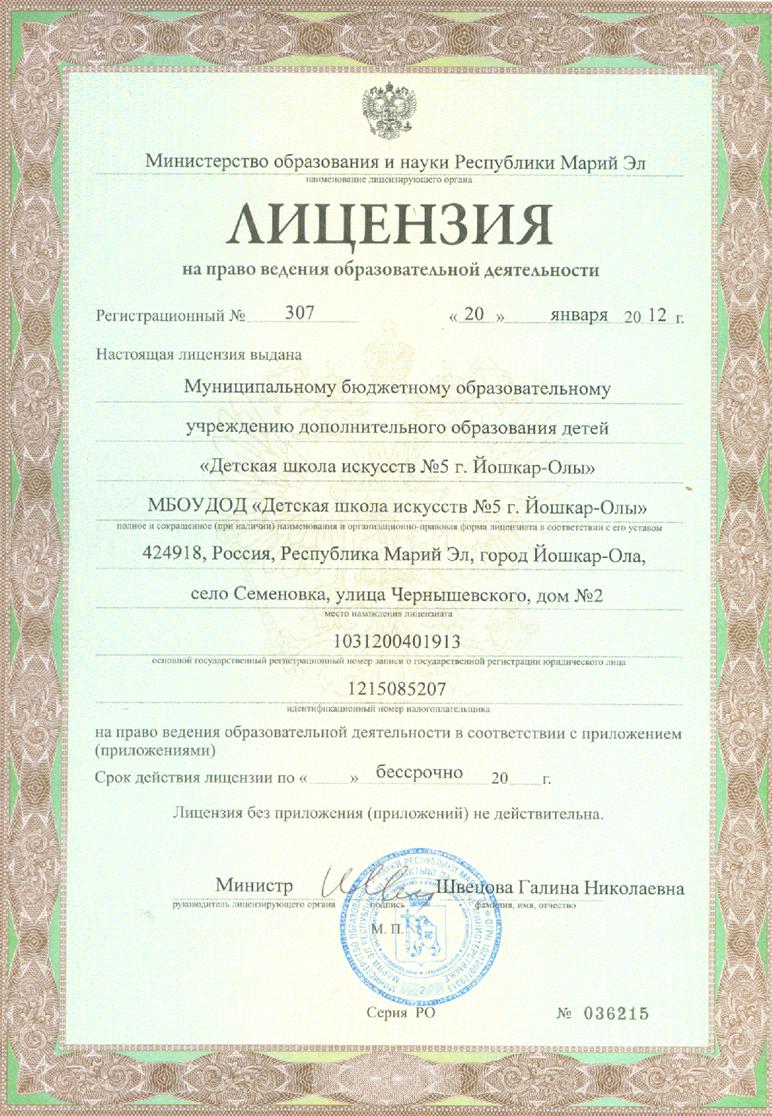 Министерство образования и науки Республики Марий Эл
наименование лицензирующего органа
ЛИЦЕНЗИЯ
на право ведения образовательной деятельности
Регистрационный № 307 « 20 » января 20 12 г.
Настоящая лицензия выдана
Муниципальному бюджетному образовательному
учреждению дополнительного образования детей
«Детская школа искусств №5 г. Йошкар-Олы»
МБОУДОД «Детская школа искусств №5 г. Йошкар-Олы»
полное и сокращенное (при наличии) наименования и организационно-правовая форма лицензиата в соответствии с его уставом
424918, Россия, Республика Марий Эл, город Йошкар-Ола,
село Семеновка, улица Чернышевского, дом №2
место нахождения лицензиата
1031200401913
основной государственный регистрационный номер записи о государственной регистрации юридического лица
1215085207
идентификационный номер налогоплательщика
на право ведения образовательной деятельности в соответствии с приложением
(приложениями)
Срок действия лицензии по « » бессрочно 20 г.
Лицензия без приложения (приложений) не действительна.
Министр Швецова Галина Николаевна
руководитель лицензирующего органа подпись фамилия, имя, отчество
М. П.
Серия РО № 036215